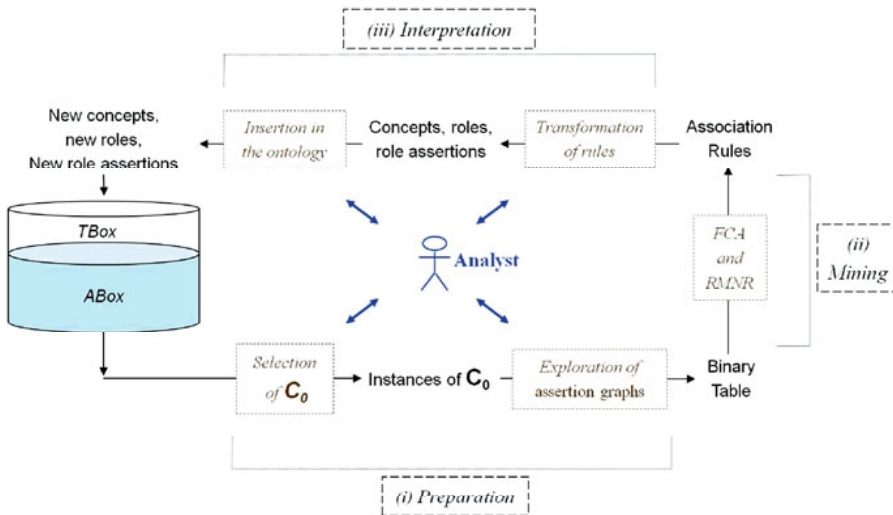 (iii) Interpretation
New concepts,
new roles,
New role assertions
Insertion in
the ontology
Concepts, roles,
role assertions
Transformation
of rules
Association
Rules
TBox
ABox
Analyst
FCA
and
RMNR
(ii)
Mining
Selection
of C0
Instances of C0
Exploration of
assertion graphs
Binary
Table
(i) Preparation